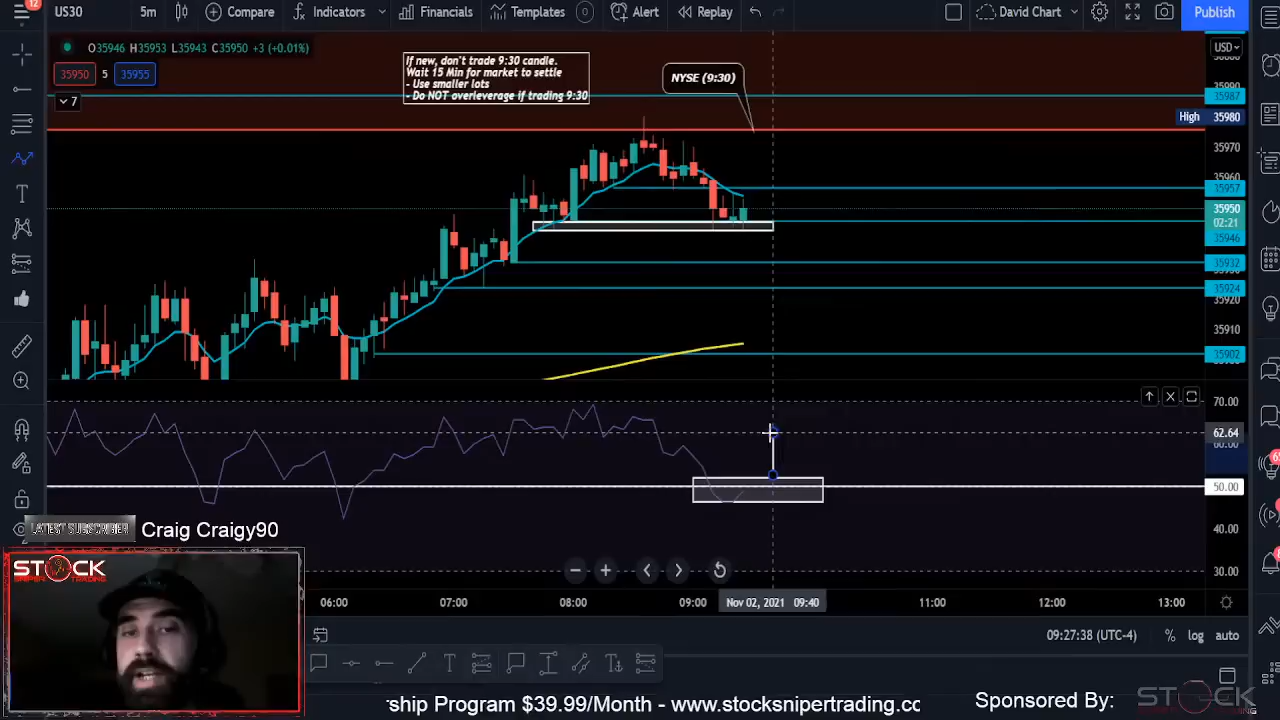 12
US30
5m
Compare
Indicators
Financials
Templates
Alert
Replay
David Chart
Publish
O35946 H35953 L35943 C35950 +3 (+0.01%)
35950
5
35955
7
If new, don't trade 9:30 candle.
Wait 15 Min for market to settle
- Use smaller lots
- Do NOT overleverage if trading 9:30
NYSE (9:30)
USD
35987
High 35980
35970
35957
35950
02:21
35946
35932
35924
35920
35910
35902
70.00
62.64
50.00
40.00
30.00
LATEST SUBSCRIBER
Craig Craigy90
STOCK
SNIPER
TRADING
06:00
07:00
08:00
09:00
Nov 02, 2021 09:40
11:00
12:00
13:00
09:27:38 (UTC-4)
%
log
auto
ship Program $39.99/Month - www.stocksnipertrading.cc
Sponsored By:
STOCK